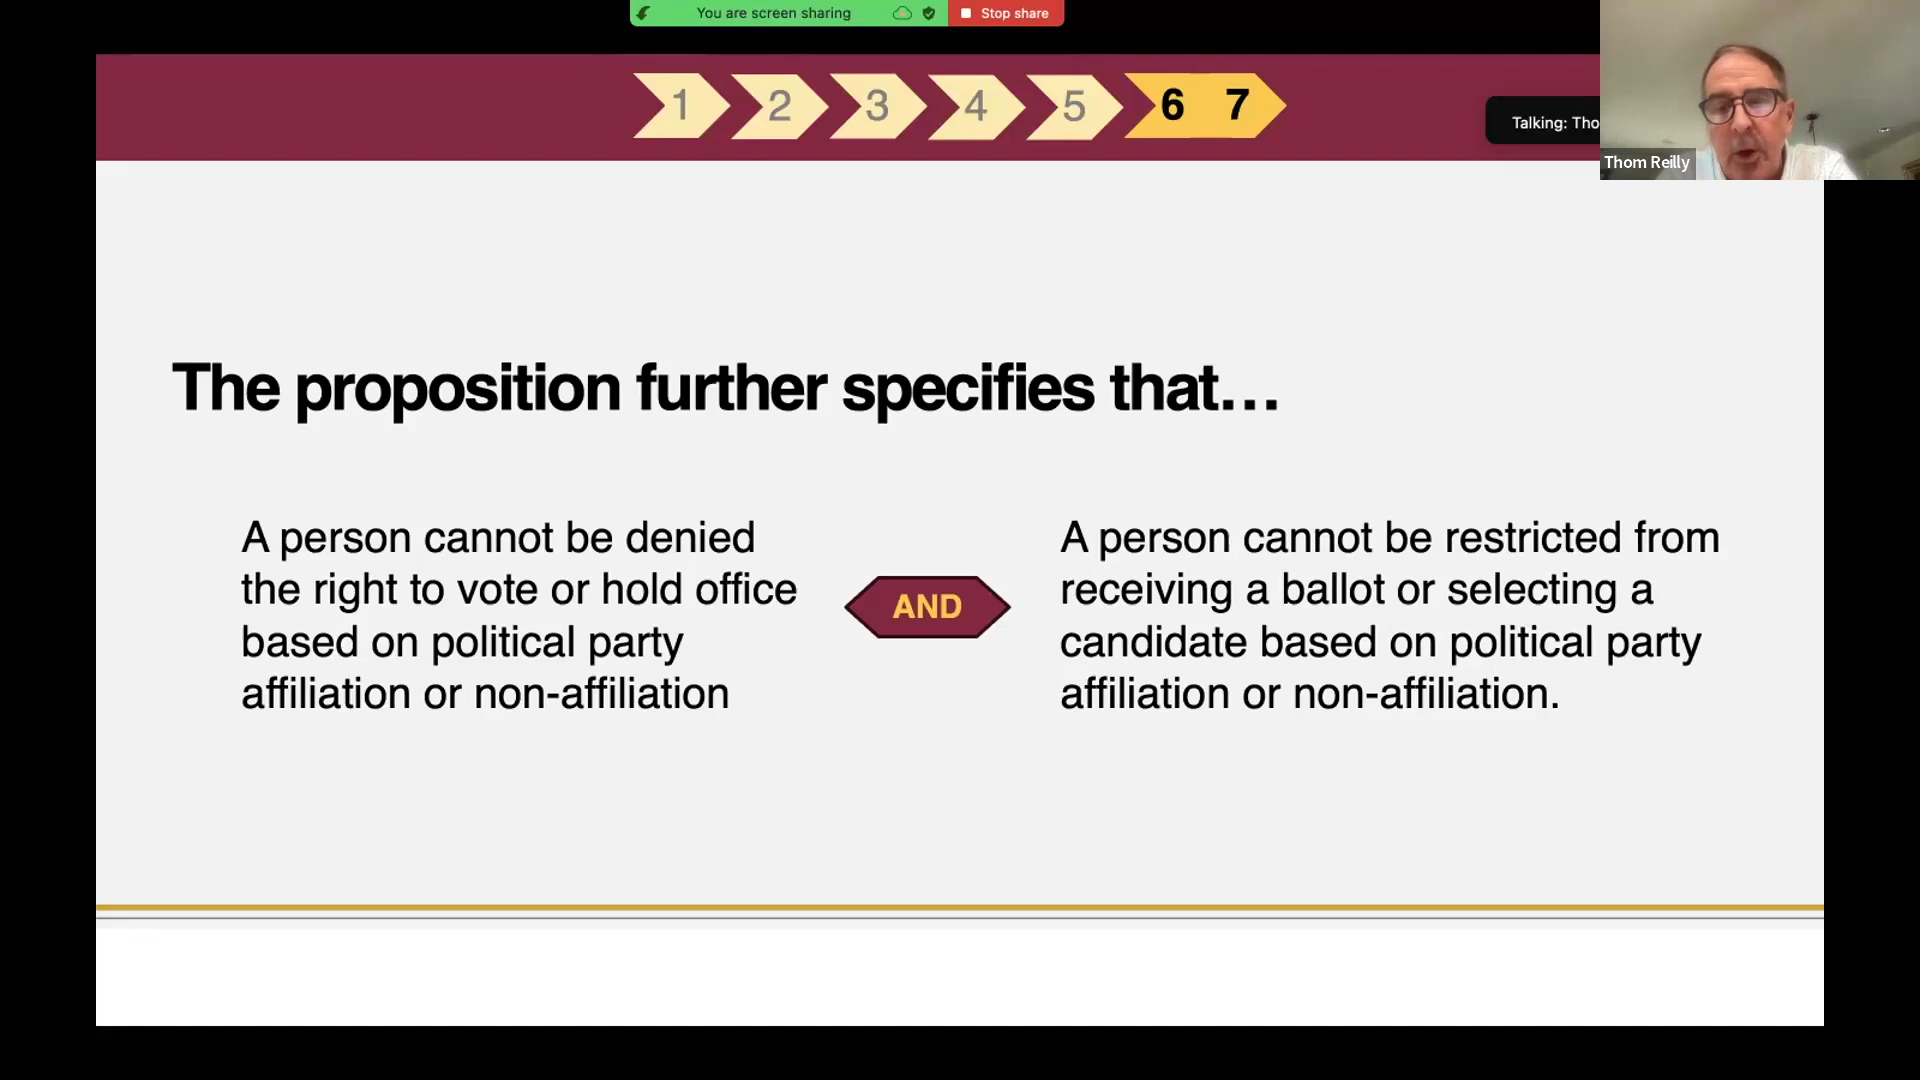 You are screen sharing
Stop share
1 2 3 4 5 6 7
Talking: Tho
Thom Reilly
The proposition further specifies that…
A person cannot be denied
the right to vote or hold office
based on political party
affiliation or non-affiliation
AND
A person cannot be restricted from
receiving a ballot or selecting a
candidate based on political party
affiliation or non-affiliation.